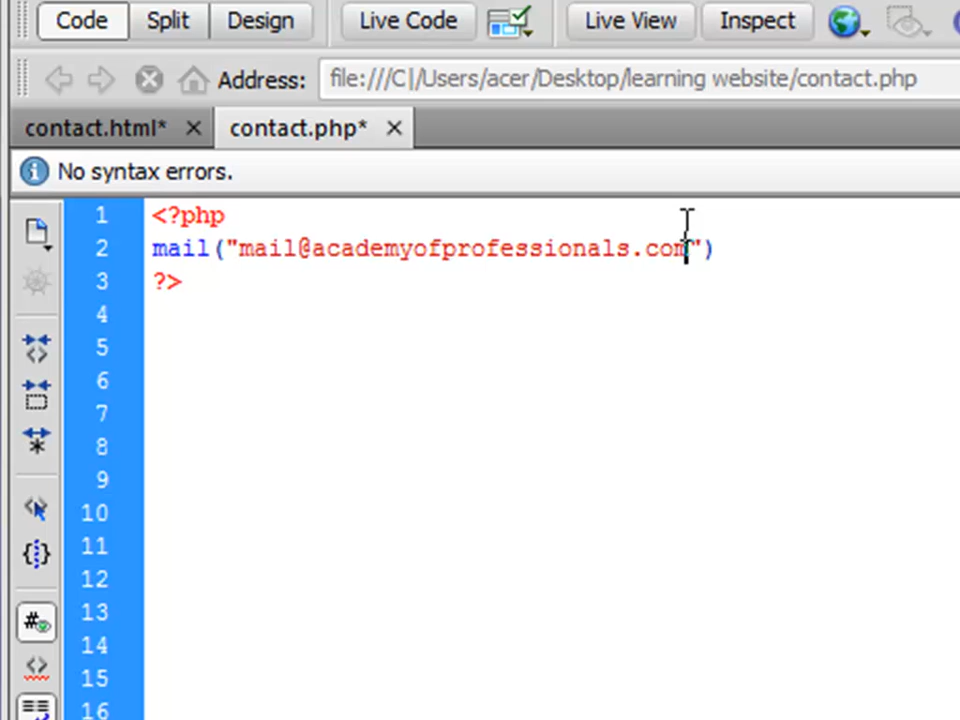 Code Split Design Live Code Live View Inspect
Address: file:///C|/Users/acer/Desktop/learning website/contact.php
contact.html* contact.php*
No syntax errors.
1 <?php
2 mail("mail@academyofprofessionals.com")
3 ?>
4
5
6
7
8
9
10
11
12
13
14
15
16